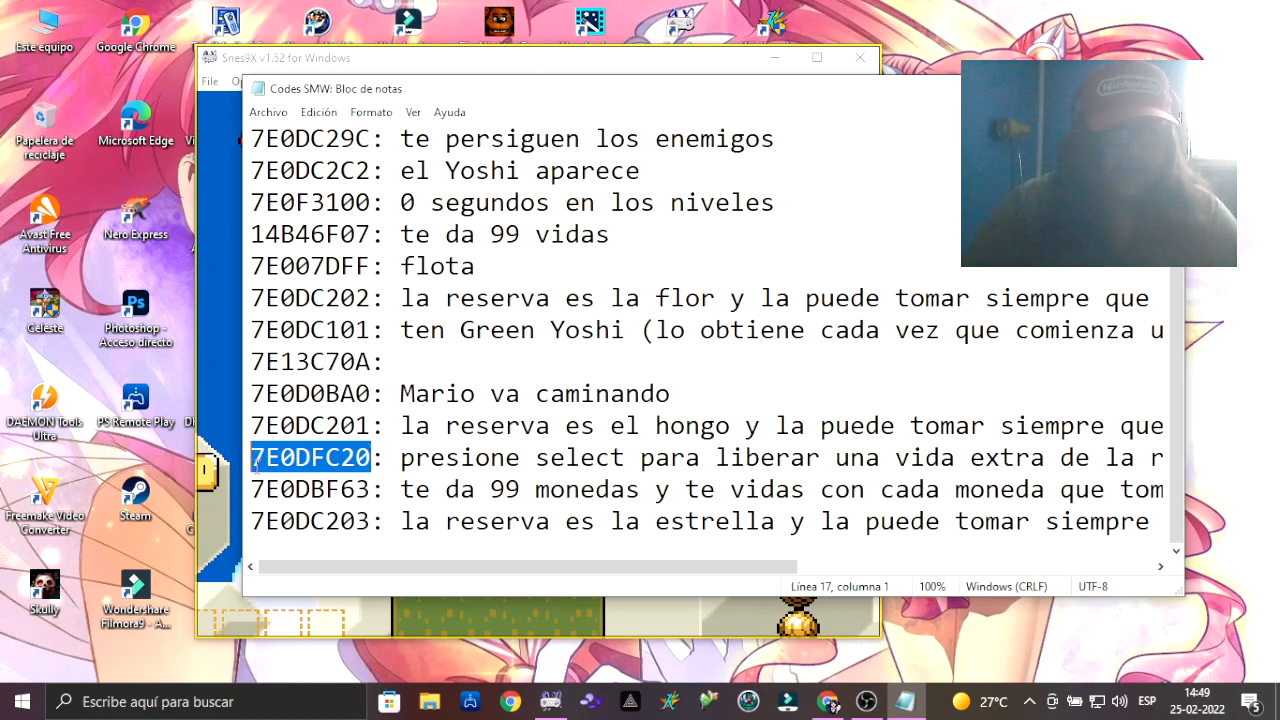 Este equipo
Google Chrome
Snes9X v1.52 for Windows
File
Codes SMW: Bloc de notas
Archivo Edición Formato Ver Ayuda
7E0DC29C: te persiguen los enemigos
7E0DC2C2: el Yoshi aparece
7E0F3100: 0 segundos en los niveles
14B46F07: te da 99 vidas
7E007DFF: flota
7E0DC202: la reserva es la flor y la puede tomar siempre que
7E0DC101: ten Green Yoshi (lo obtiene cada vez que comienza u
7E13C70A:
7E0D0BA0: Mario va caminando
7E0DC201: la reserva es el hongo y la puede tomar siempre que
7E0DFC20: presione select para liberar una vida extra de la r
7E0DBF63: te da 99 monedas y te vidas con cada moneda que tom
7E0DC203: la reserva es la estrella y la puede tomar siempre
Línea 17, columna 1 100% Windows (CRLF) UTF-8
Nintendo
Papelera de
reciclaje
Microsoft Edge
Avast Free
Antivirus
Nero Express
Celeste
Photoshop -
Acceso directo
DAEMON Tools
Ultra
PS Remote Play
Freemake Video
Converter
Steam
Skully
Wondershare
Filmora9 - A...
Escribe aquí para buscar
27°C
ESP
14:49
25-02-2022
5